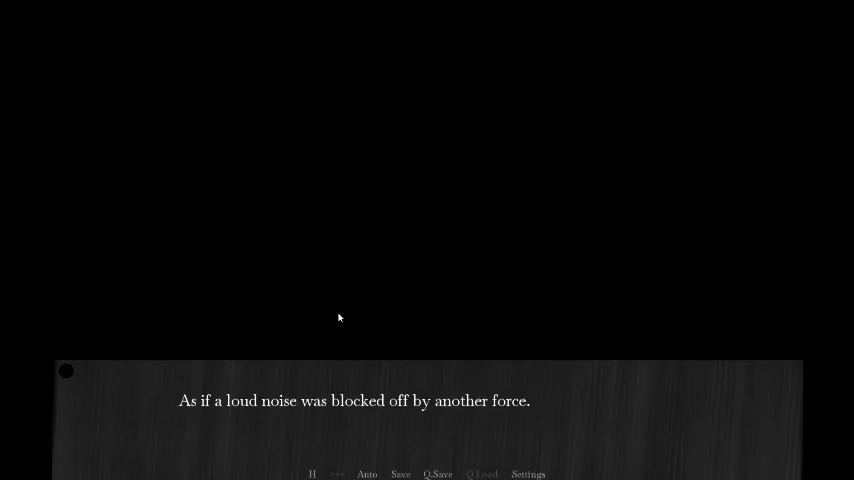 As if a loud noise was blocked off by another force.
H Auto Save Q.Save Q.Load Settings